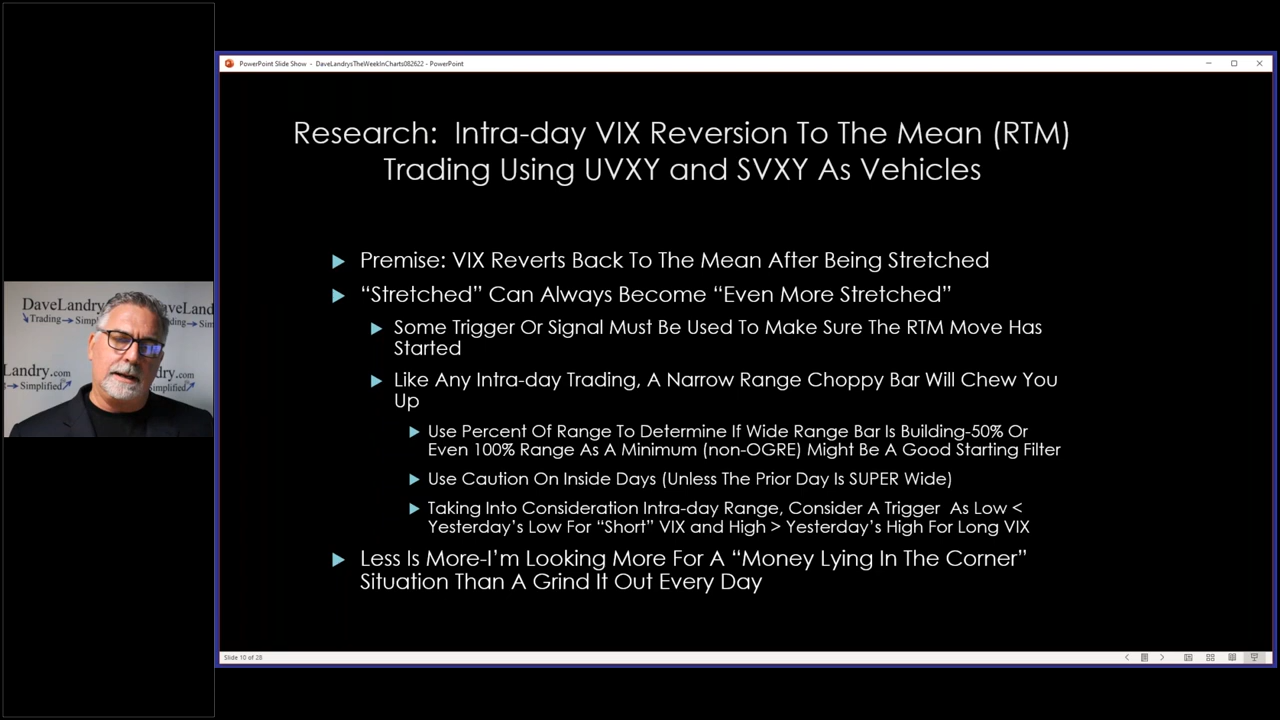 PowerPoint Slide Show - DaveLandrysTheWeekInCharts082622 - PowerPoint
Research: Intra-day VIX Reversion To The Mean (RTM)
Trading Using UVXY and SVXY As Vehicles
Premise: VIX Reverts Back To The Mean After Being Stretched
“Stretched” Can Always Become “Even More Stretched”
Some Trigger Or Signal Must Be Used To Make Sure The RTM Move Has
Started
Like Any Intra-day Trading, A Narrow Range Choppy Bar Will Chew You
Up
Use Percent Of Range To Determine If Wide Range Bar Is Building-50% Or
Even 100% Range As A Minimum (non-OGRE) Might Be A Good Starting Filter
Use Caution On Inside Days (Unless The Prior Day Is SUPER Wide)
Taking Into Consideration Intra-day Range, Consider A Trigger As Low <
Yesterday’s Low For “Short” VIX and High > Yesterday’s High For Long VIX
Less Is More-I’m Looking More For A “Money Lying In The Corner”
Situation Than A Grind It Out Every Day
Slide 10 of 28
DaveLandry
Trading
Landry.com
Simplified